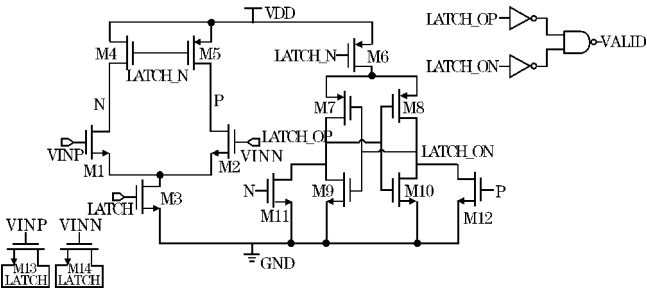 VDD
LATCH_OP
M4
M5
LATCH_N
M6
VALID
LATCH_N
LATCH_ON
N
P
M7
M8
VINP
M1
M2
VINN
LATCH_OP
LATCH_ON
LATCH
M3
N
M11
M9
M10
M12
P
VINP
VINN
M13
LATCH
M14
LATCH
GND